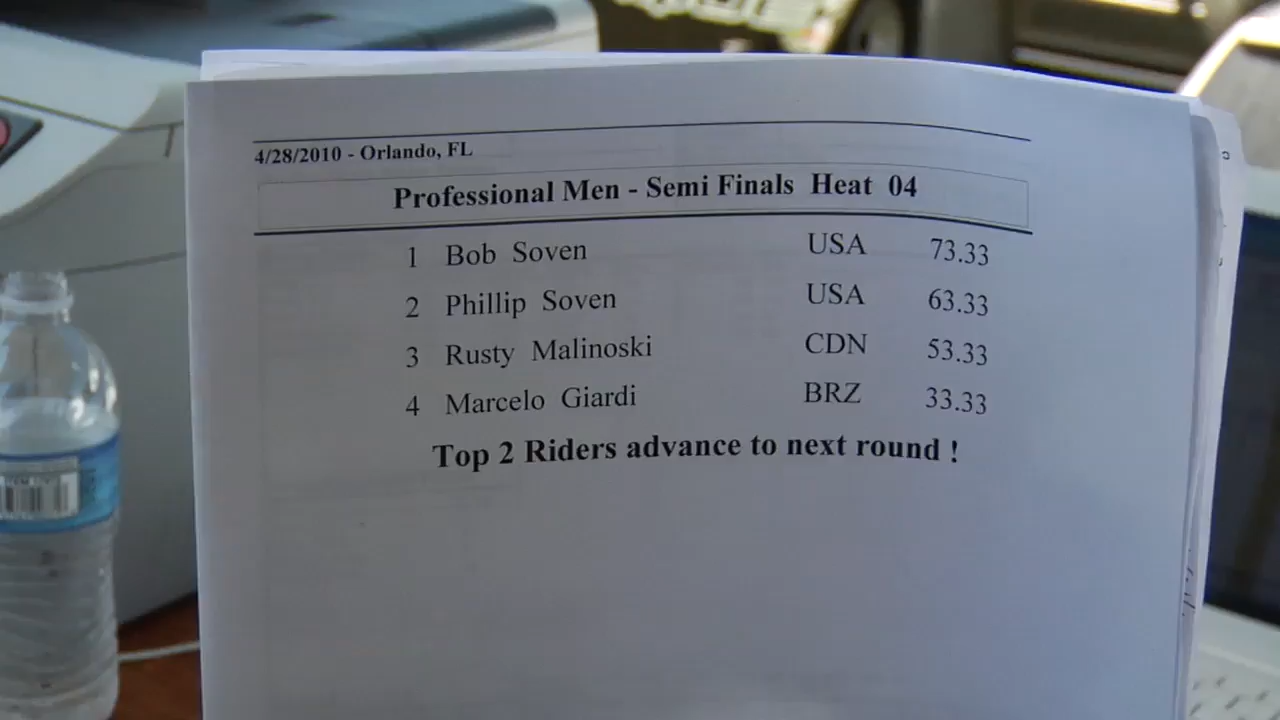 4/28/2010 - Orlando, FL
Professional Men - Semi Finals Heat 04
1 Bob Soven USA 73.33
2 Phillip Soven USA 63.33
3 Rusty Malinoski CDN 53.33
4 Marcelo Giardi BRZ 33.33
Top 2 Riders advance to next round !